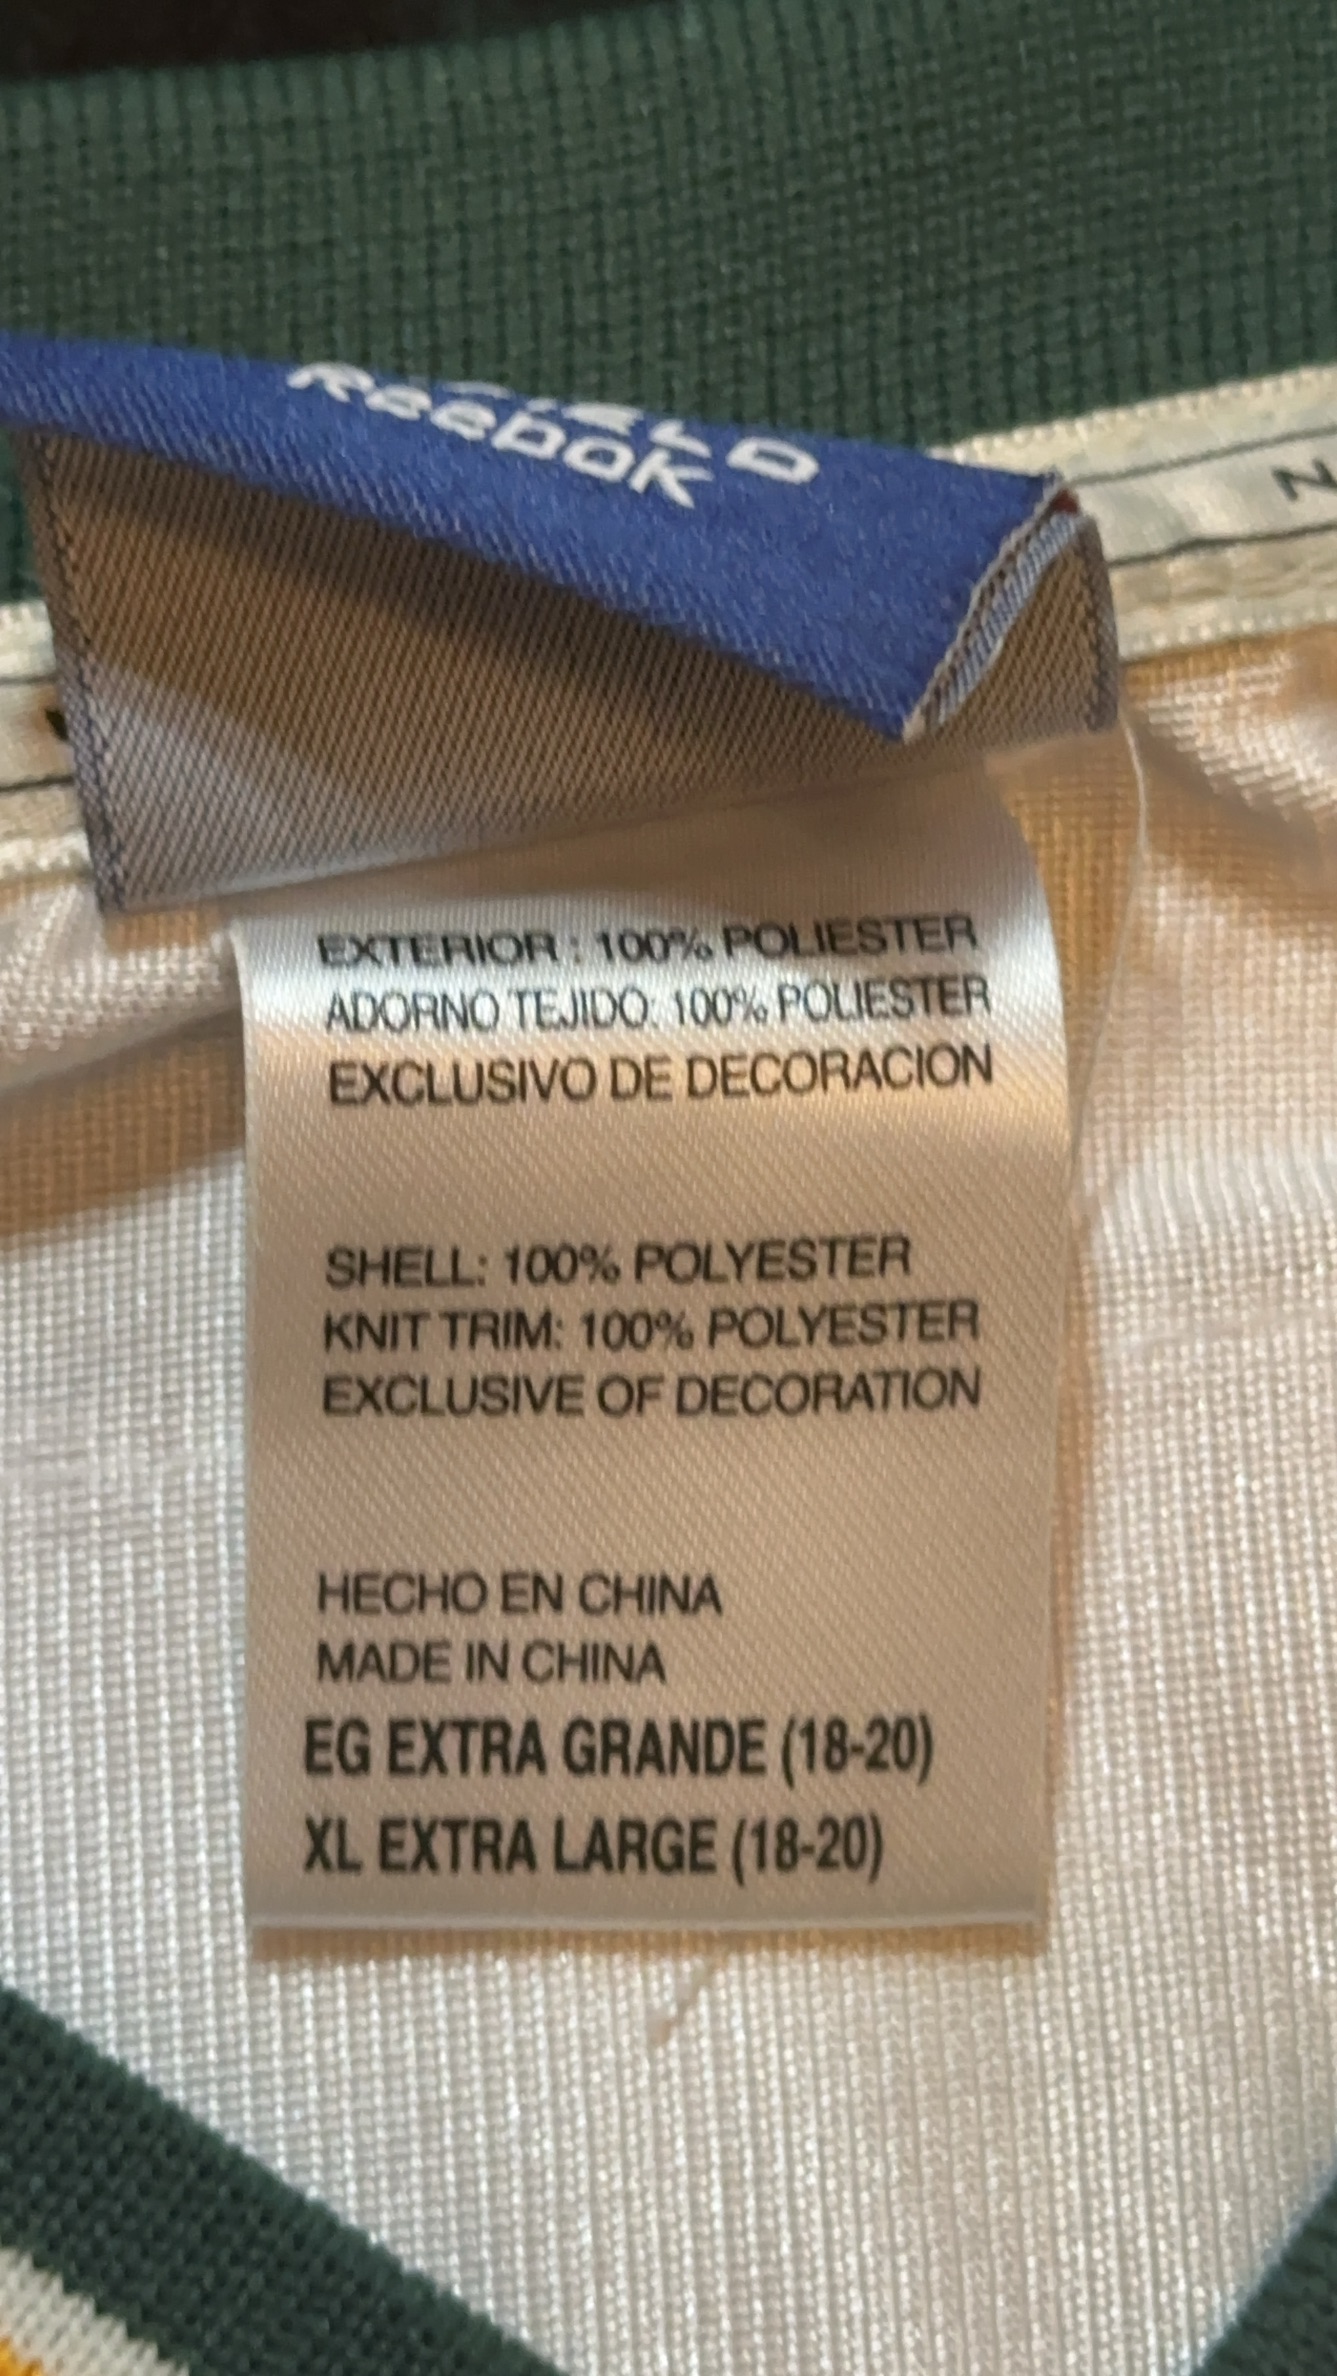 Reebok
N
EXTERIOR : 100% POLIESTER
ADORNO TEJIDO: 100% POLIESTER
EXCLUSIVO DE DECORACION
SHELL: 100% POLYESTER
KNIT TRIM: 100% POLYESTER
EXCLUSIVE OF DECORATION
HECHO EN CHINA
MADE IN CHINA
EG EXTRA GRANDE (18-20)
XL EXTRA LARGE (18-20)